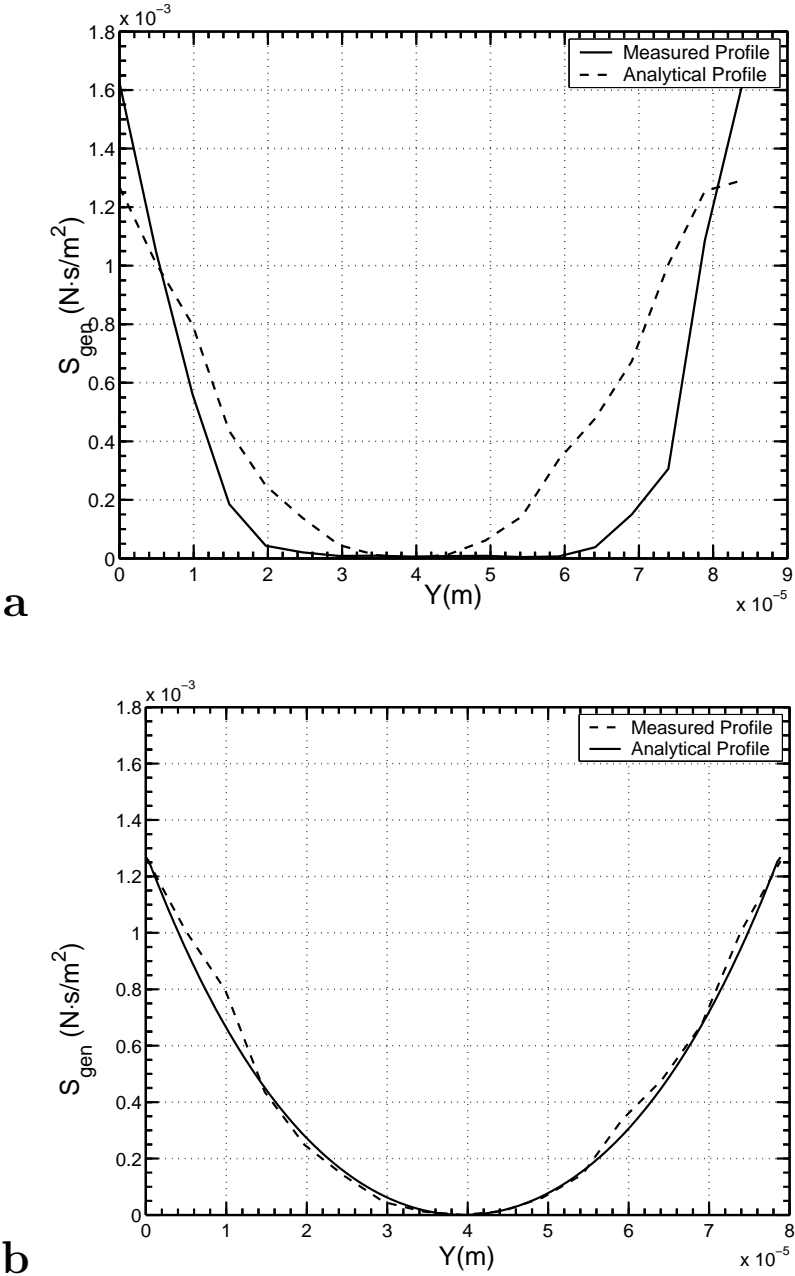 x 10⁻³
1.8
1.6
1.4
1.2
1
0.8
0.6
0.4
0.2
0
S_gen (N·s/m²)
Measured Profile
Analytical Profile
0 1 2 3 4 5 6 7 8 9
Y(m)
x 10⁻⁵
a
x 10⁻³
1.8
1.6
1.4
1.2
1
0.8
0.6
0.4
0.2
0
S_gen (N·s/m²)
Measured Profile
Analytical Profile
0 1 2 3 4 5 6 7 8
Y(m)
x 10⁻⁵
b